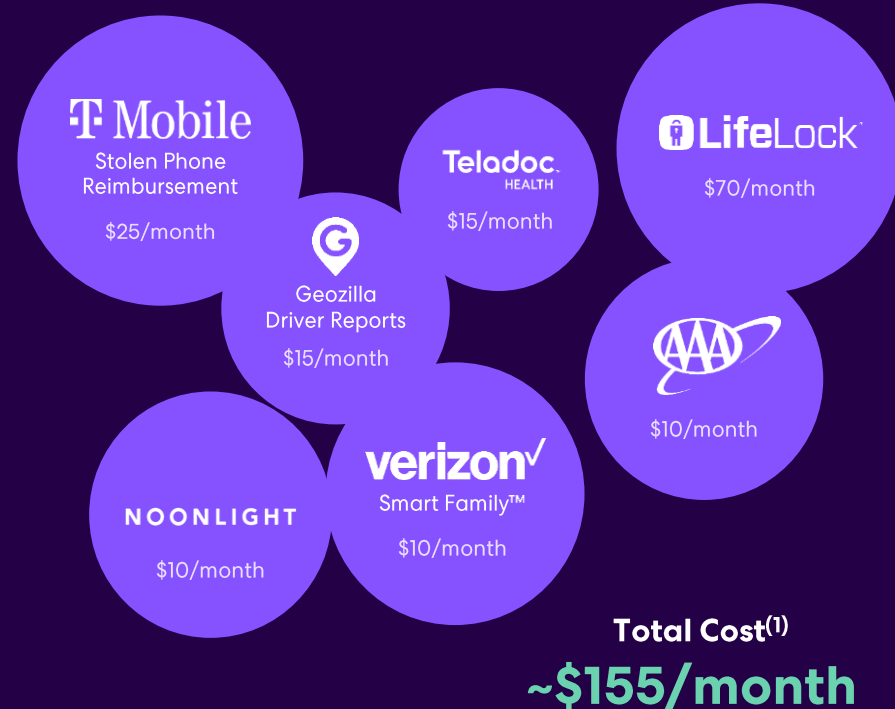 T Mobile
Stolen Phone
Reimbursement
$25/month
Teladoc
HEALTH
$15/month
LifeLock
$70/month
G
Geozilla
Driver Reports
$15/month
AAA
$10/month
verizon✓
Smart Family™
$10/month
NOONLIGHT
$10/month
Total Cost(1)
~$155/month